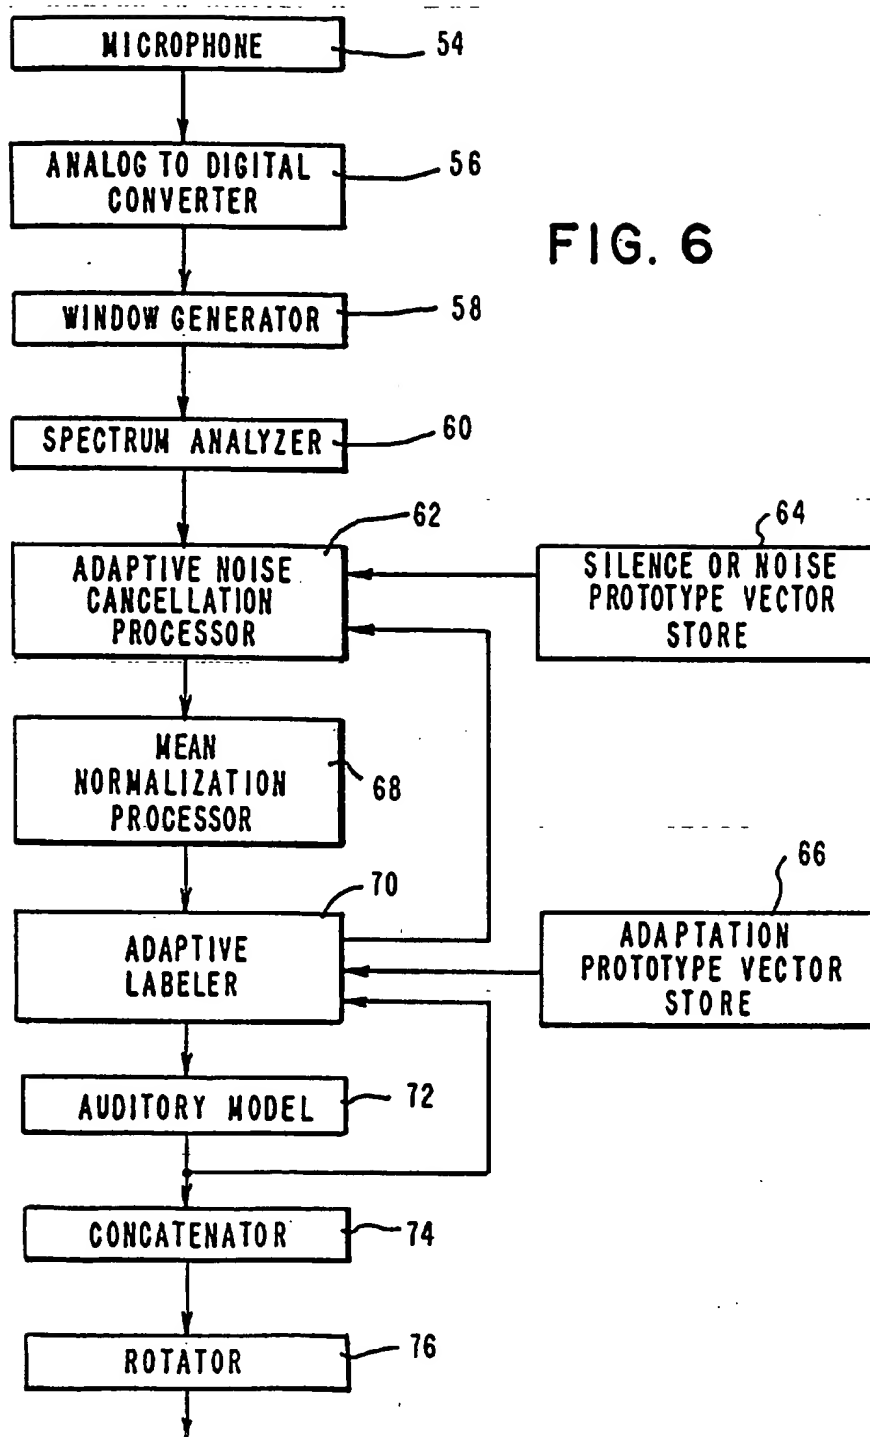 MICROPHONE
54
ANALOG TO DIGITAL
CONVERTER
56
FIG. 6
WINDOW GENERATOR
58
SPECTRUM ANALYZER
60
62
ADAPTIVE NOISE
CANCELLATION
PROCESSOR
64
SILENCE OR NOISE
PROTOTYPE VECTOR
STORE
MEAN
NORMALIZATION
PROCESSOR
68
66
70
ADAPTIVE
LABELER
ADAPTATION
PROTOTYPE VECTOR
STORE
AUDITORY MODEL
72
CONCATENATOR
74
ROTATOR
76